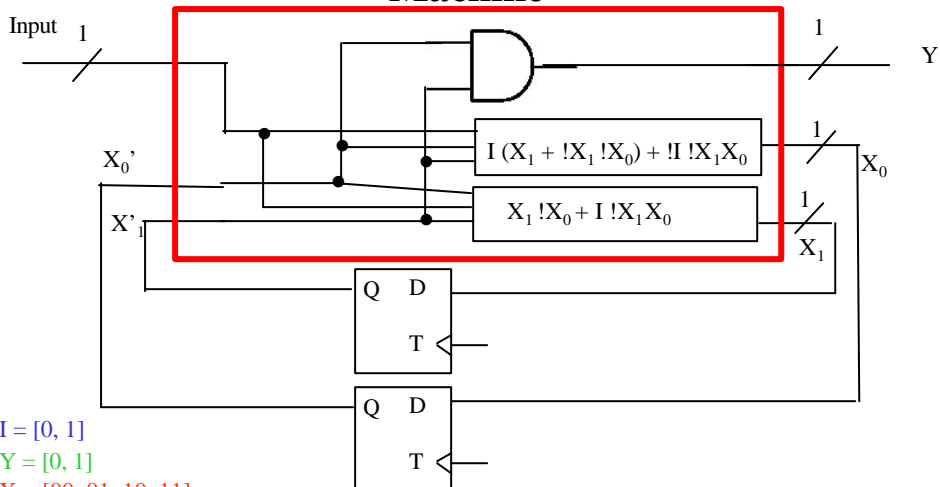 Input
1
1
Y
I (X₁ + !X₁ !X₀) + !I !X₁X₀
1
X₀
X₀’
X₁ !X₀ + I !X₁X₀
1
X₁
X’₁
Q D
T
Q D
T
I = [0, 1]
Y = [0, 1]